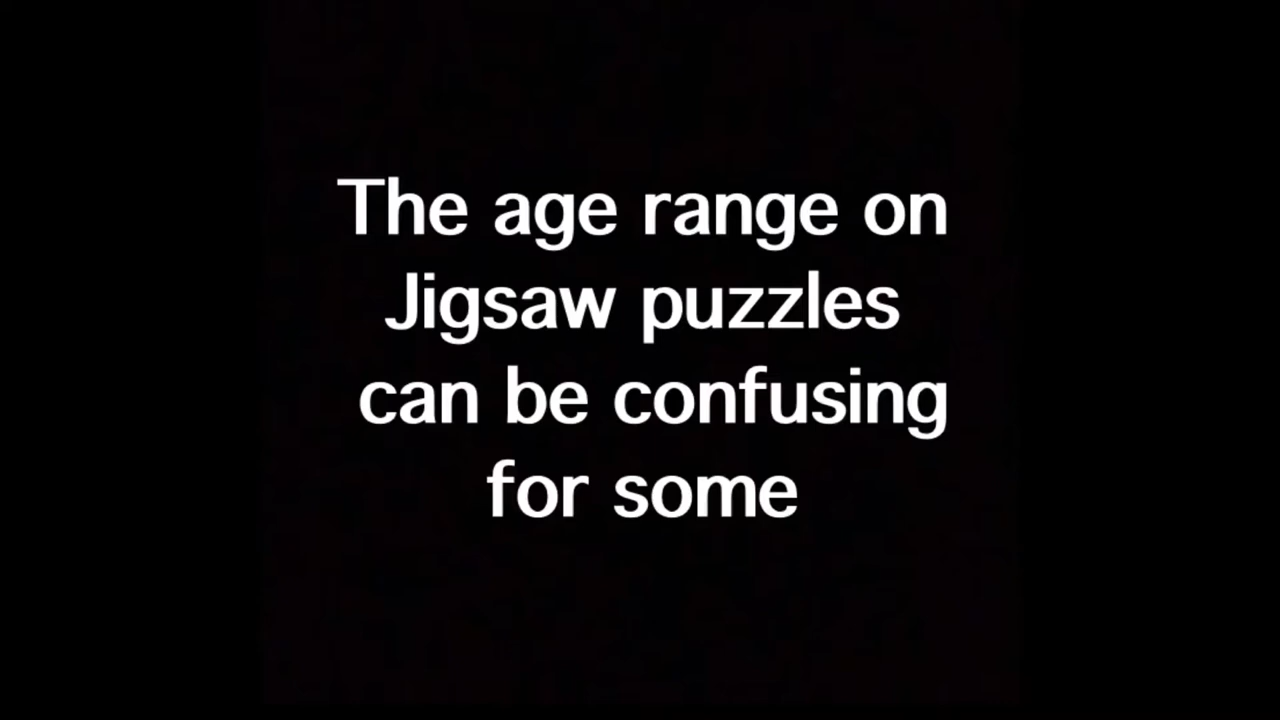 The age range on
Jigsaw puzzles
can be confusing
for some